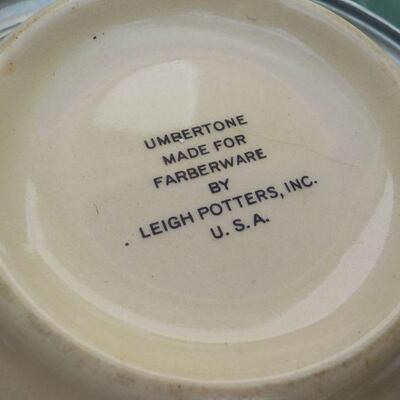 UMBERTONE
MADE FOR
FARBERWARE
BY
LEIGH POTTERS, INC.
U. S. A.